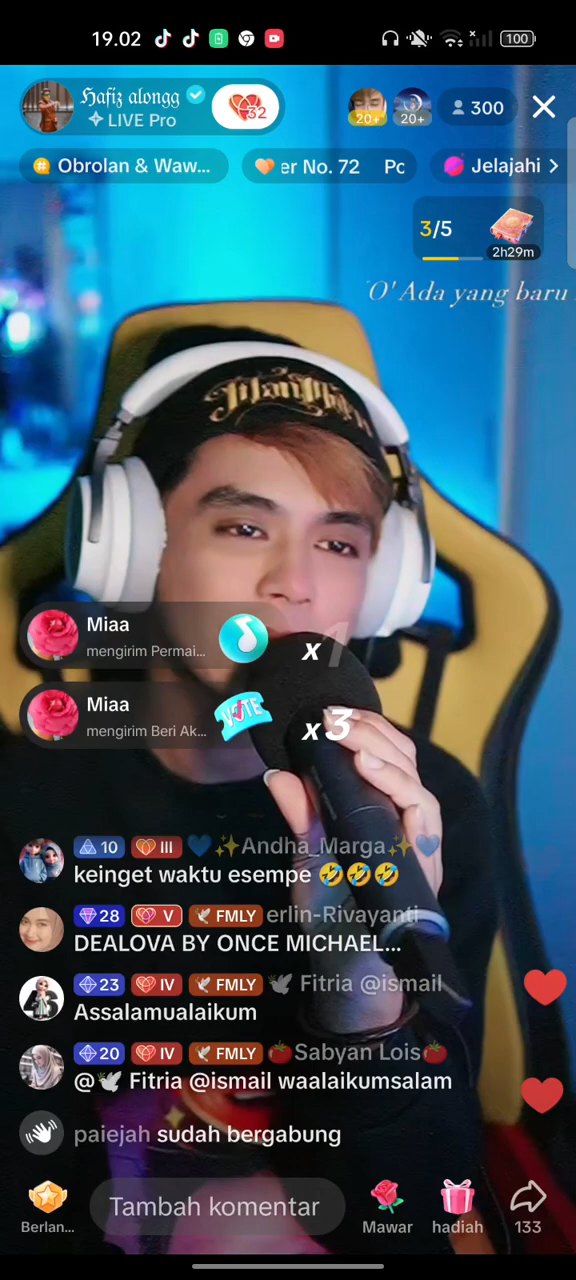 19.02
100
Hafiz alongg
LIVE Pro
32
20+
20+
300
Obrolan & Waw...
er No. 72 Pc
Jelajahi
3/5
2h29m
'O' Ada yang baru
Miaa
mengirim Permai...
x1
Miaa
mengirim Beri Ak...
VOTE
x3
10 III 💙✨Andha_Marga✨💙
keinget waktu esempe 🤣🤣🤣
28 V FMLY erlin-Rivayanti
DEALOVA BY ONCE MICHAEL...
23 IV FMLY 🕊 Fitria @ismail
Assalamualaikum
20 IV FMLY 🍅Sabyan Lois🍅
@🕊 Fitria @ismail waalaikumsalam
paiejah sudah bergabung
Berlan...
Tambah komentar
Mawar
hadiah
133